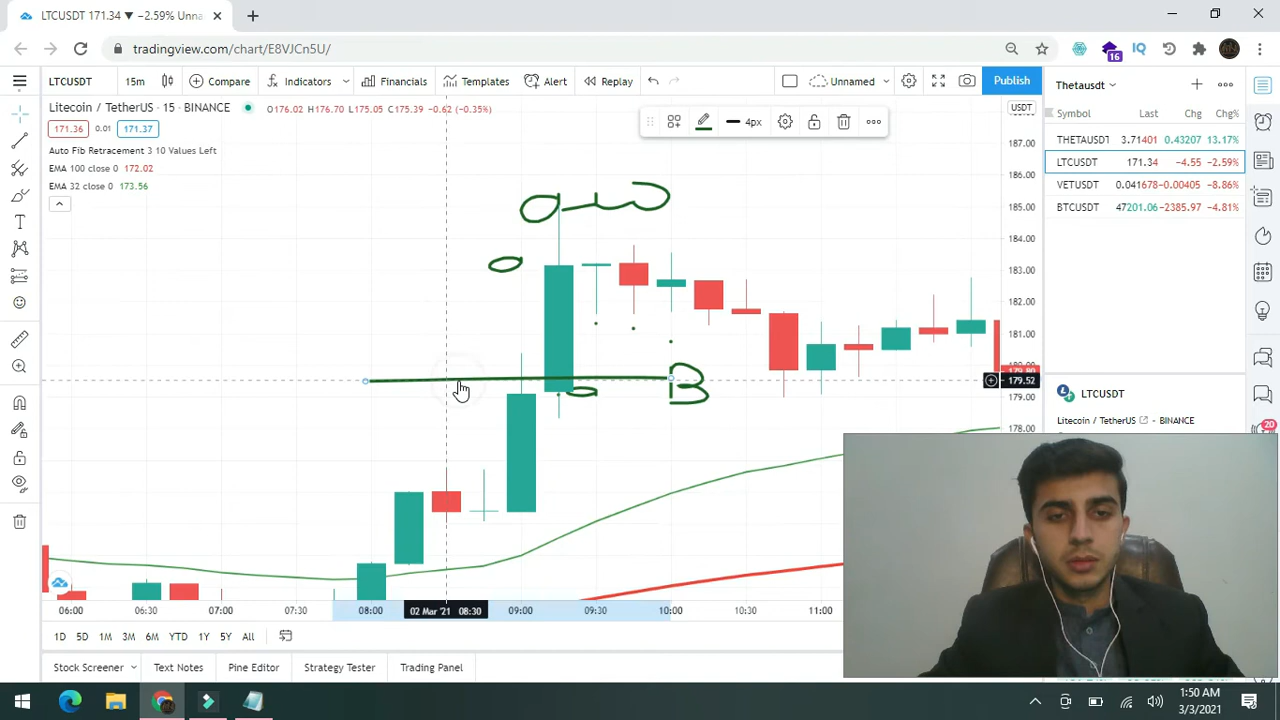 LTCUSDT 171.34 ▼ −2.59% Unna
tradingview.com/chart/E8VJCn5U/
16
IQ
LTCUSDT 15m Compare Indicators Financials Templates Alert Replay Unnamed Publish
Litecoin / TetherUS · 15 · BINANCE O176.02 H176.70 L175.05 C175.39 −0.62 (−0.35%)
171.36 0.01 171.37
Auto Fib Retracement 3 10 Values Left
EMA 100 close 0 172.02
EMA 32 close 0 173.56
4px
USDT
187.00
186.00
185.00
184.00
183.00
182.00
181.00
179.80
179.52
179.00
178.00
B
06:00 06:30 07:00 07:30 08:00 02 Mar '21 08:30 09:00 09:30 10:00 10:30 11:00
1D 5D 1M 3M 6M YTD 1Y 5Y All
Stock Screener Text Notes Pine Editor Strategy Tester Trading Panel
Thetausdt
Symbol Last Chg Chg%
THETAUSDT 3.71401 0.43207 13.17%
LTCUSDT 171.34 −4.55 −2.59%
VETUSDT 0.041678 −0.00405 −8.86%
BTCUSDT 47201.06 −2385.97 −4.81%
LTCUSDT
Litecoin / TetherUS BINANCE
20
1:50 AM
3/3/2021